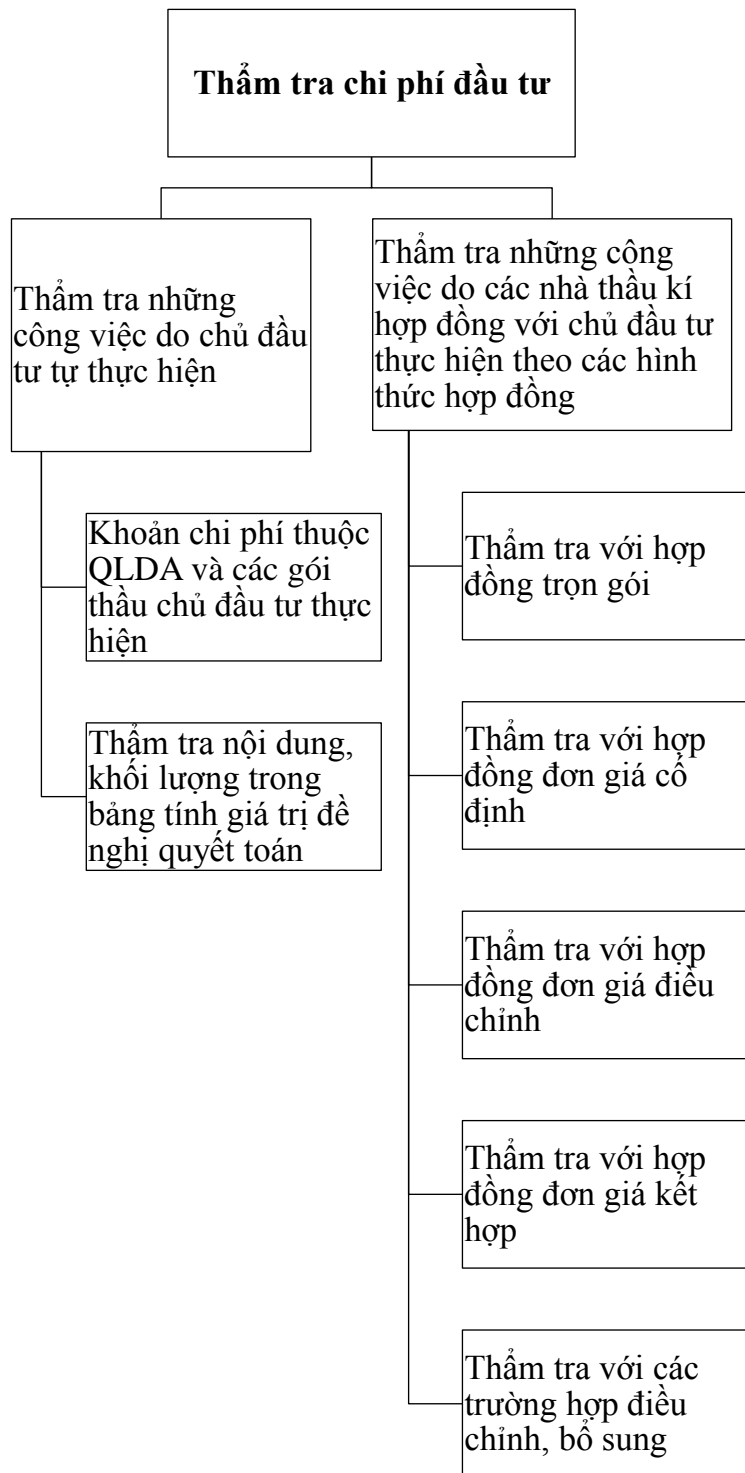 Thẩm tra chi phí đầu tư
Thẩm tra những
công việc do chủ đầu
tư tự thực hiện
Khoản chi phí thuộc
QLDA và các gói
thầu chủ đầu tư thực
hiện
Thẩm tra nội dung,
khối lượng trong
bảng tính giá trị đề
nghị quyết toán
Thẩm tra những công
việc do các nhà thầu kí
hợp đồng với chủ đầu tư
thực hiện theo các hình
thức hợp đồng
Thẩm tra với hợp
đồng trọn gói
Thẩm tra với hợp
đồng đơn giá cố
định
Thẩm tra với hợp
đồng đơn giá điều
chỉnh
Thẩm tra với hợp
đồng đơn giá kết
hợp
Thẩm tra với các
trường hợp điều
chỉnh, bổ sung